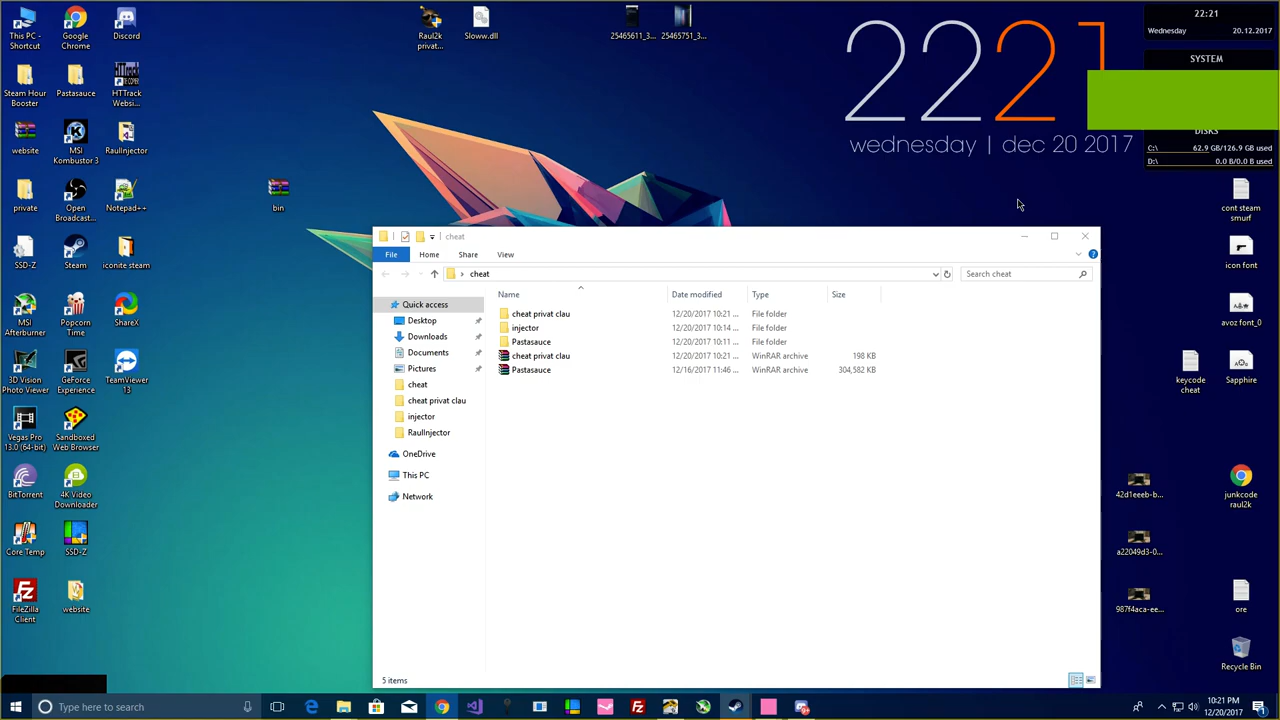 This PC -
Shortcut
Google
Chrome
Discord
Raul2k
privat...
Sloww.dll
25465611_3...
25465751_3...
2221
wednesday | dec 20 2017
22:21
Wednesday 20.12.2017
SYSTEM
DISKS
C:\ 62.9 GB/126.9 GB used
D:\ 0.0 B/0.0 B used
Steam Hour
Booster
Pastasauce
HTTrack
Websi...
website
MSI
Kombustor 3
RaulInjector
private
Open
Broadcast...
Notepad++
bin
cont steam
smurf
SSD-Z
Steam
iconite steam
icon font
MSI
Afterburner
Popcorn
Time
ShareX
avoz font_0
3D Vision
Photo Viewer
GeForce
Experience
TeamViewer
13
keycode
cheat
Sapphire
Vegas Pro
13.0 (64-bit)
Sandboxed
Web Browser
BitTorrent
4K Video
Downloader
42d1eeeb-b...
junkcode
raul2k
Core Temp
SSD-Z
a22049d3-0...
FileZilla
Client
website
987f4aca-ee...
ore
Recycle Bin
cheat
File Home Share View
cheat
Search cheat
Name Date modified Type Size
Quick access
Desktop
Downloads
Documents
Pictures
cheat
cheat privat clau
injector
RaulInjector
OneDrive
This PC
Network
cheat privat clau 12/20/2017 10:21 ... File folder
injector 12/20/2017 10:14 ... File folder
Pastasauce 12/20/2017 10:11 ... File folder
cheat privat clau 12/20/2017 10:21 ... WinRAR archive 198 KB
Pastasauce 12/16/2017 11:46 ... WinRAR archive 304,582 KB
5 items
Type here to search
10:21 PM
12/20/2017